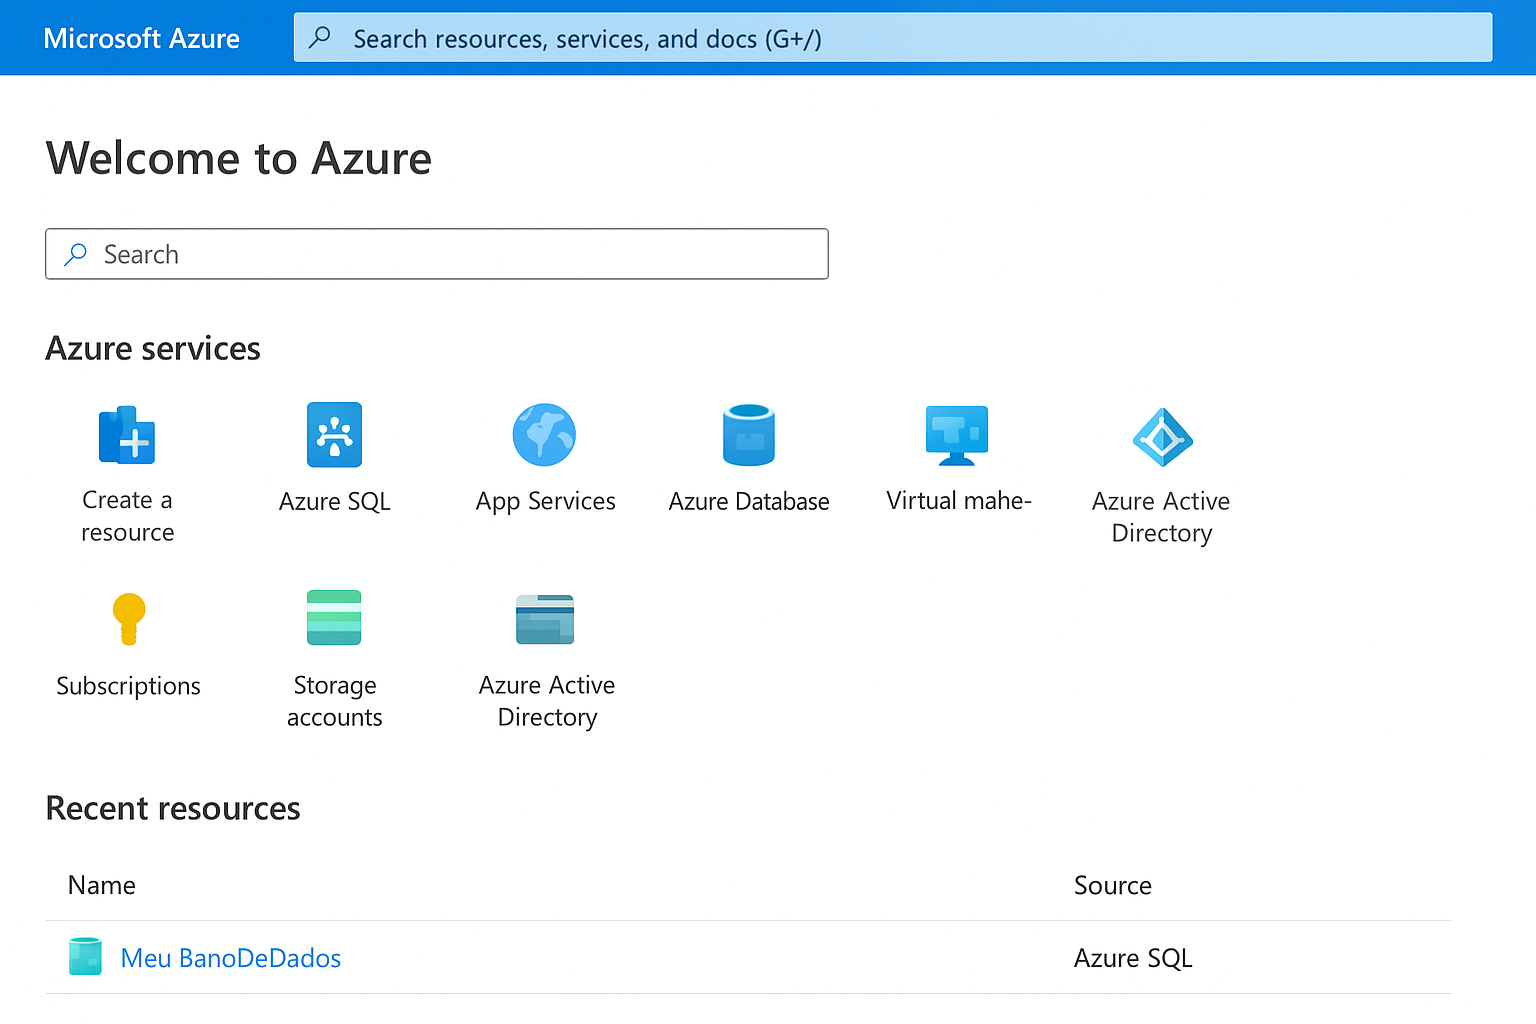 Microsoft Azure
Search resources, services, and docs (G+/)
Welcome to Azure
Search
Azure services
Create a
resource
Azure SQL
App Services
Azure Database
Virtual mahe-
Azure Active
Directory
Subscriptions
Storage
accounts
Azure Active
Directory
Recent resources
Name
Source
Meu BanoDeDados
Azure SQL